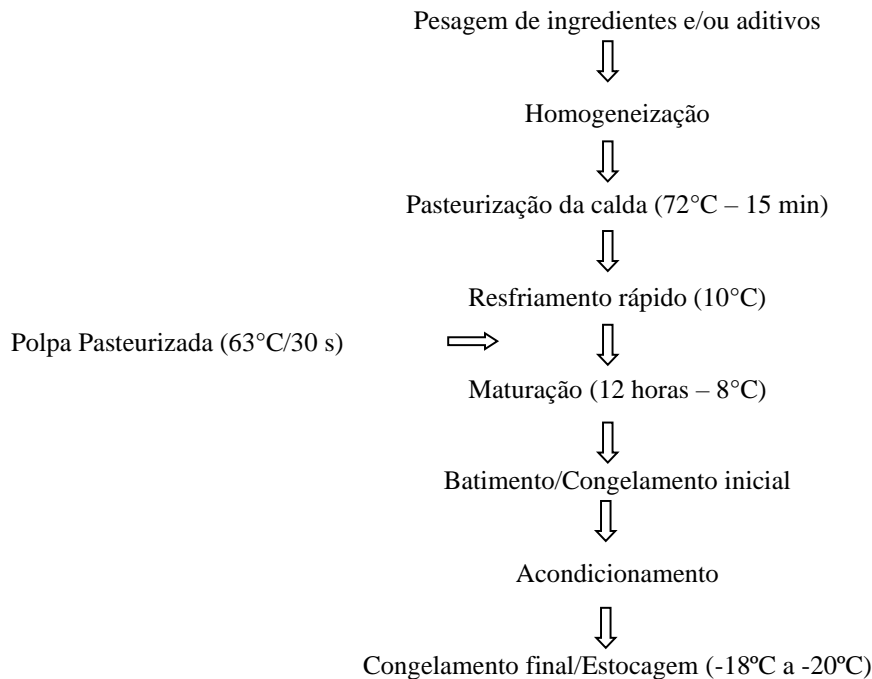 Pesagem de ingredientes e/ou aditivos
Homogeneização
Pasteurização da calda (72°C – 15 min)
Resfriamento rápido (10°C)
Polpa Pasteurizada (63°C/30 s)
Maturação (12 horas – 8°C)
Batimento/Congelamento inicial
Acondicionamento
Congelamento final/Estocagem (-18ºC a -20ºC)